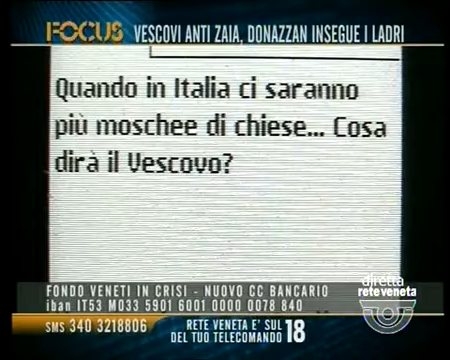 FOCUS VESCOVI ANTI ZAIA, DONAZZAN INSEGUE I LADRI
Quando in Italia ci saranno
più moschee di chiese... Cosa
dirà il Vescovo?
FONDO VENETI IN CRISI - NUOVO CC BANCARIO
iban IT53 M033 5901 6001 0000 0078 840
diretta
reteveneta
SMS 340 3218806
RETE VENETA E' SUL
DEL TUO TELECOMANDO 18